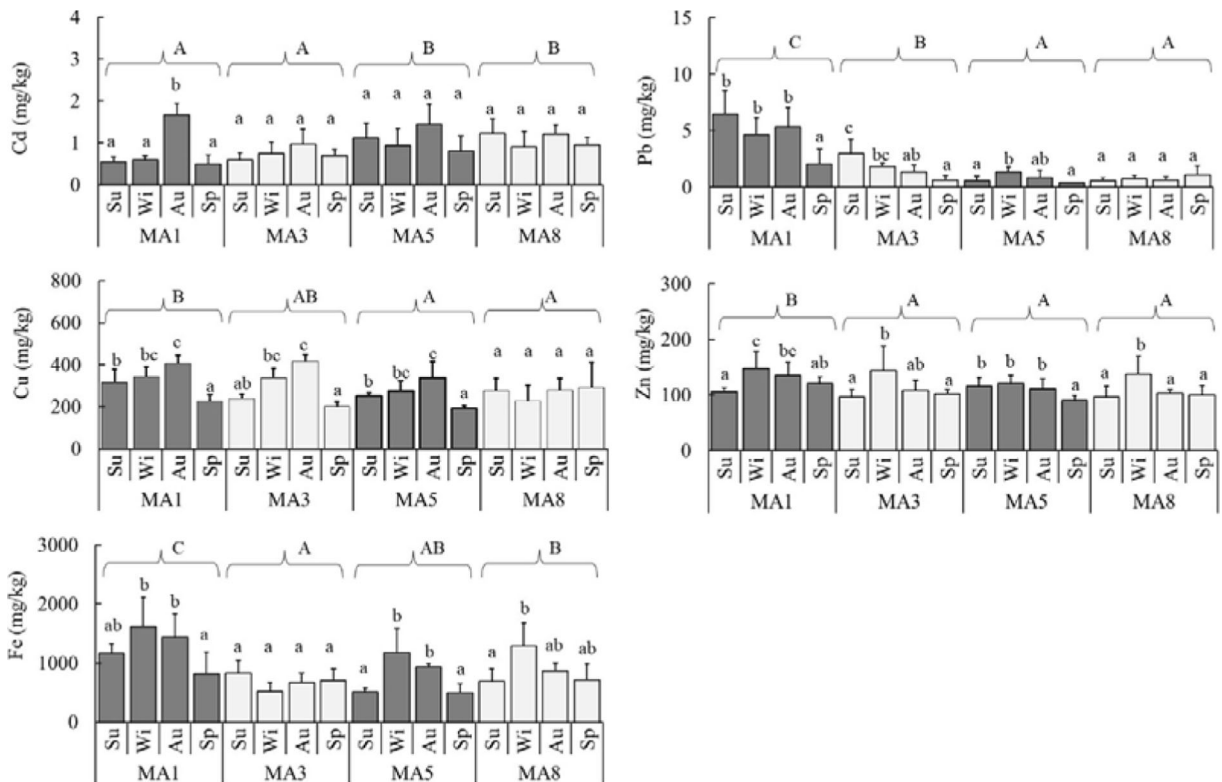 Cd (mg/kg)
4
3
2
1
0
A
A
B
B
a
a
b
a
a
a
a
a
a
a
a
a
a
a
a
a
Su
Wi
Au
Sp
Su
Wi
Au
Sp
Su
Wi
Au
Sp
Su
Wi
Au
Sp
MA1
MA3
MA5
MA8
Pb (mg/kg)
15
10
5
0
C
B
A
A
b
b
b
a
c
bc
ab
a
a
b
ab
a
a
a
a
a
Su
Wi
Au
Sp
Su
Wi
Au
Sp
Su
Wi
Au
Sp
Su
Wi
Au
Sp
MA1
MA3
MA5
MA8
Cu (mg/kg)
800
600
400
200
0
B
AB
A
A
b
bc
c
a
ab
bc
c
a
b
bc
c
a
a
a
a
a
Su
Wi
Au
Sp
Su
Wi
Au
Sp
Su
Wi
Au
Sp
Su
Wi
Au
Sp
MA1
MA3
MA5
MA8
Zn (mg/kg)
300
200
100
0
B
A
A
A
a
c
bc
ab
a
b
ab
a
b
b
b
a
a
b
a
a
Su
Wi
Au
Sp
Su
Wi
Au
Sp
Su
Wi
Au
Sp
Su
Wi
Au
Sp
MA1
MA3
MA5
MA8
Fe (mg/kg)
3000
2000
1000
0
C
A
AB
B
ab
b
b
a
a
a
a
a
a
b
b
a
a
b
ab
ab
Su
Wi
Au
Sp
Su
Wi
Au
Sp
Su
Wi
Au
Sp
Su
Wi
Au
Sp
MA1
MA3
MA5
MA8